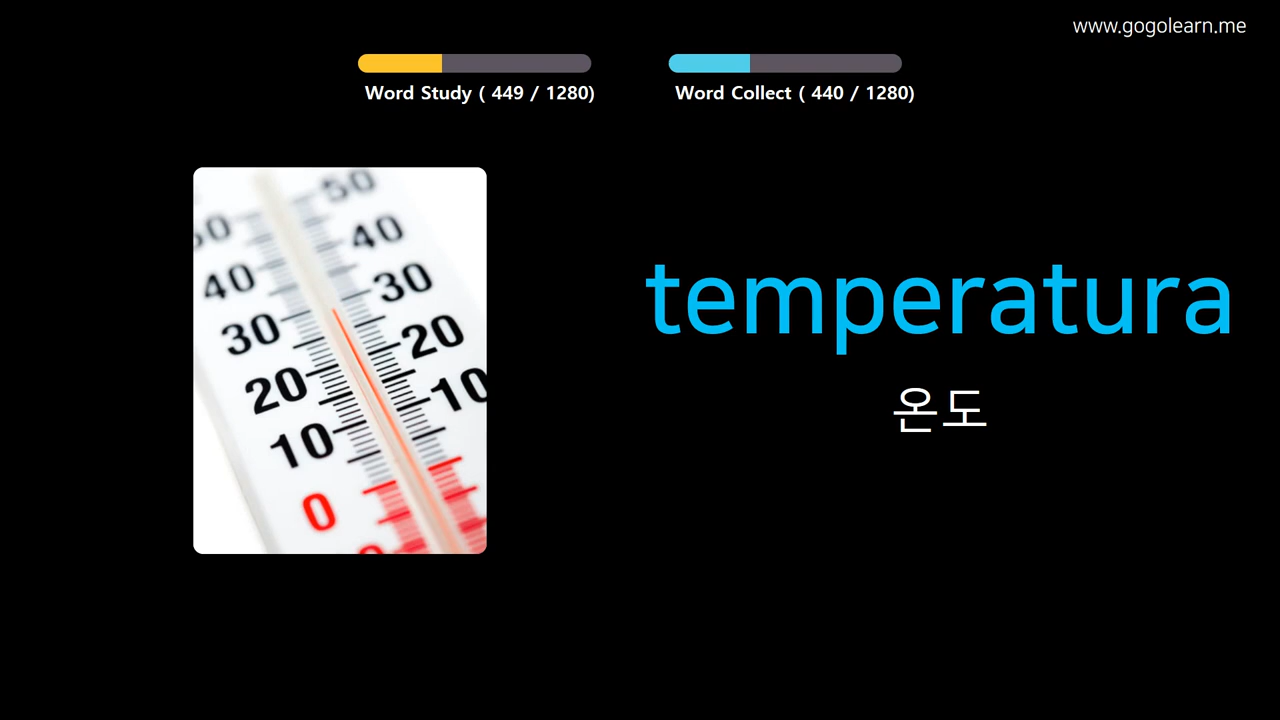 www.gogolearn.me
Word Study ( 449 / 1280)
Word Collect ( 440 / 1280)
50
40
30
20
10
40
30
20
10
0
temperatura
온도